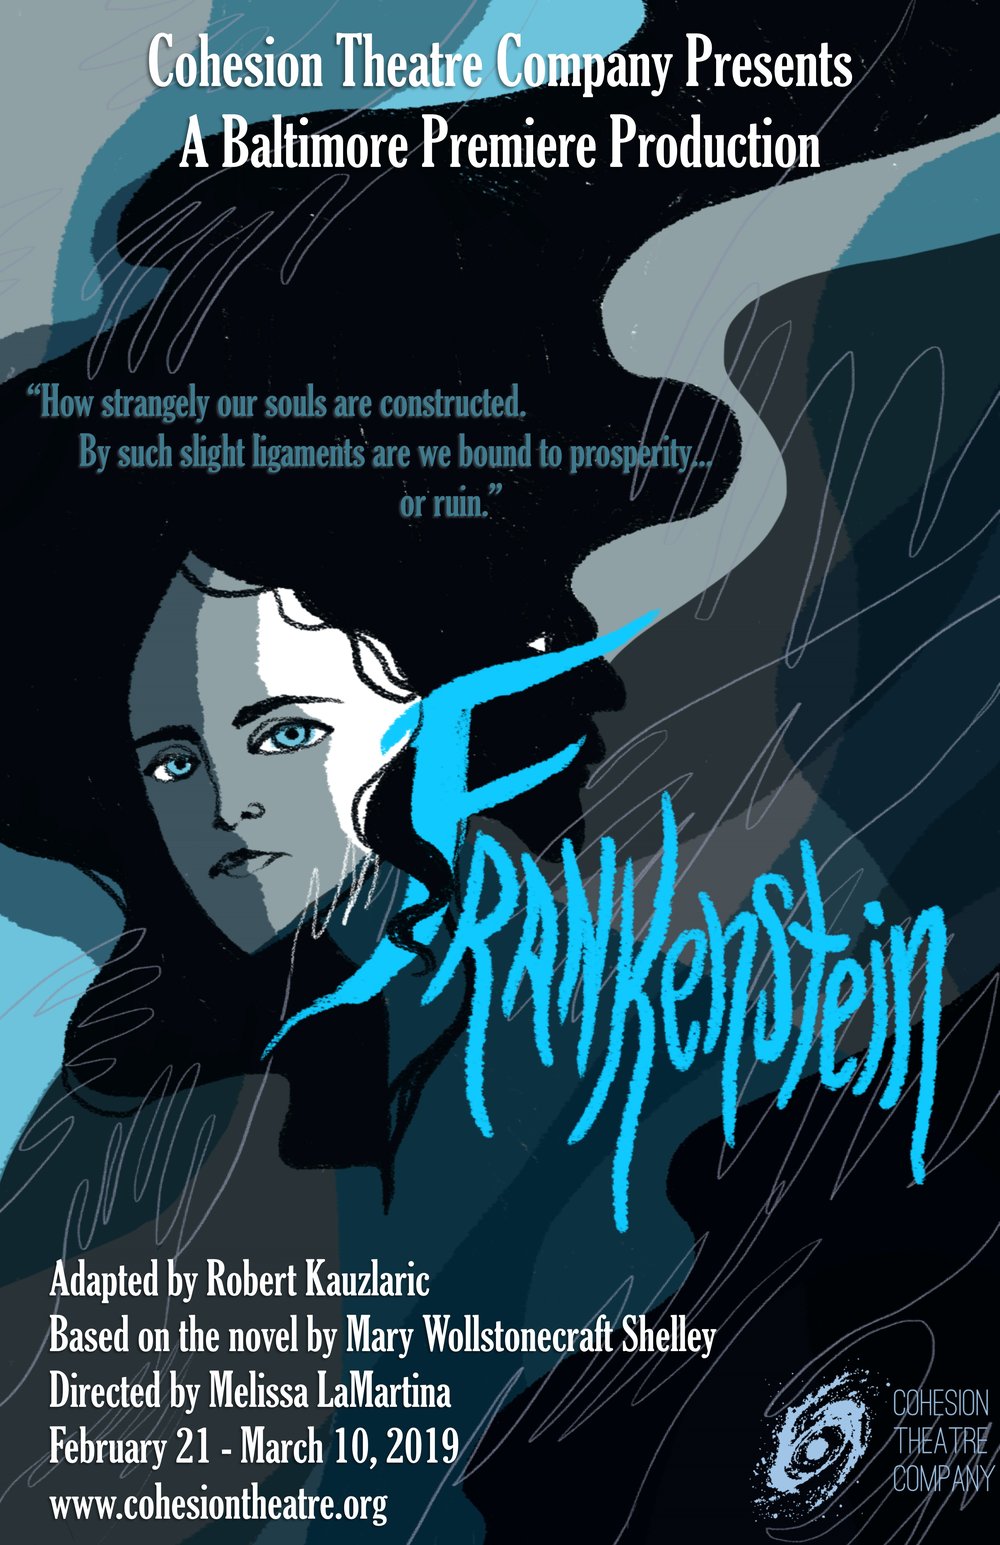 Cohesion Theatre Company Presents
A Baltimore Premiere Production
“How strangely our souls are constructed.
By such slight ligaments are we bound to prosperity...
or ruin.”
FRANKenstein
Adapted by Robert Kauzlaric
Based on the novel by Mary Wollstonecraft Shelley
Directed by Melissa LaMartina
February 21 - March 10, 2019
www.cohesiontheatre.org
COHESION
THEATRE
COMPANY